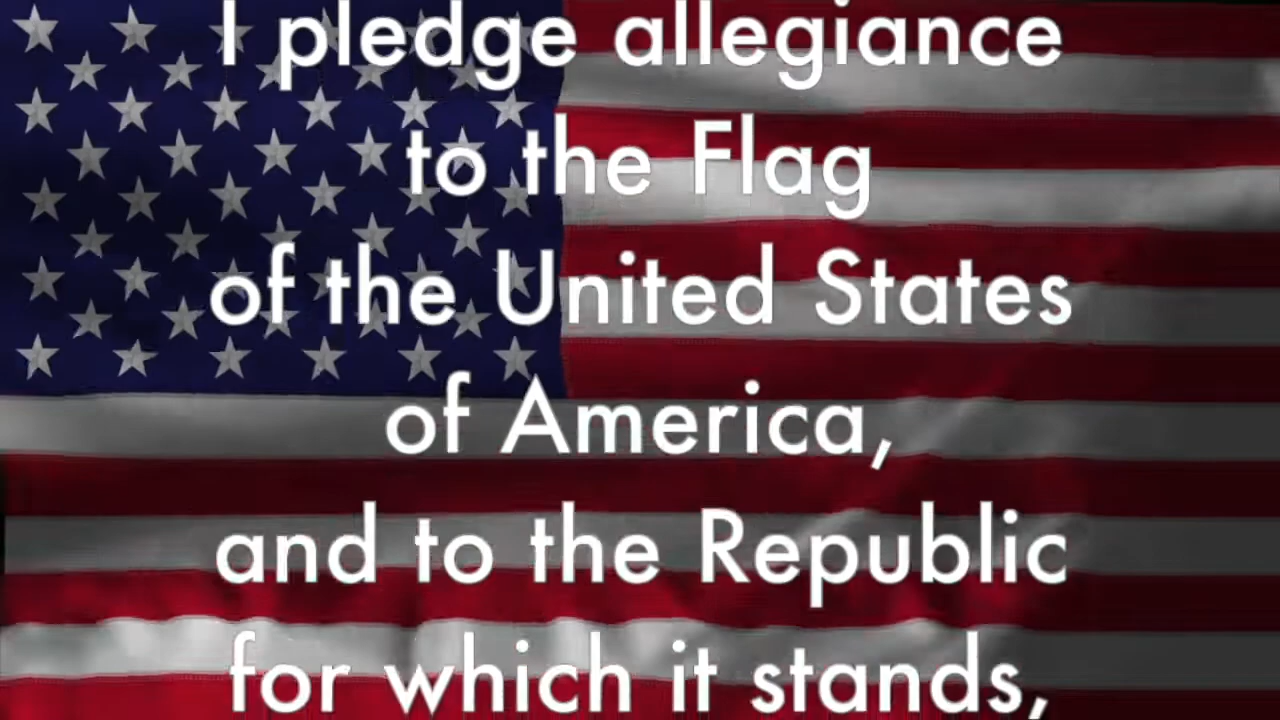 I pledge allegiance
to the Flag
of the United States
of America,
and to the Republic
for which it stands,